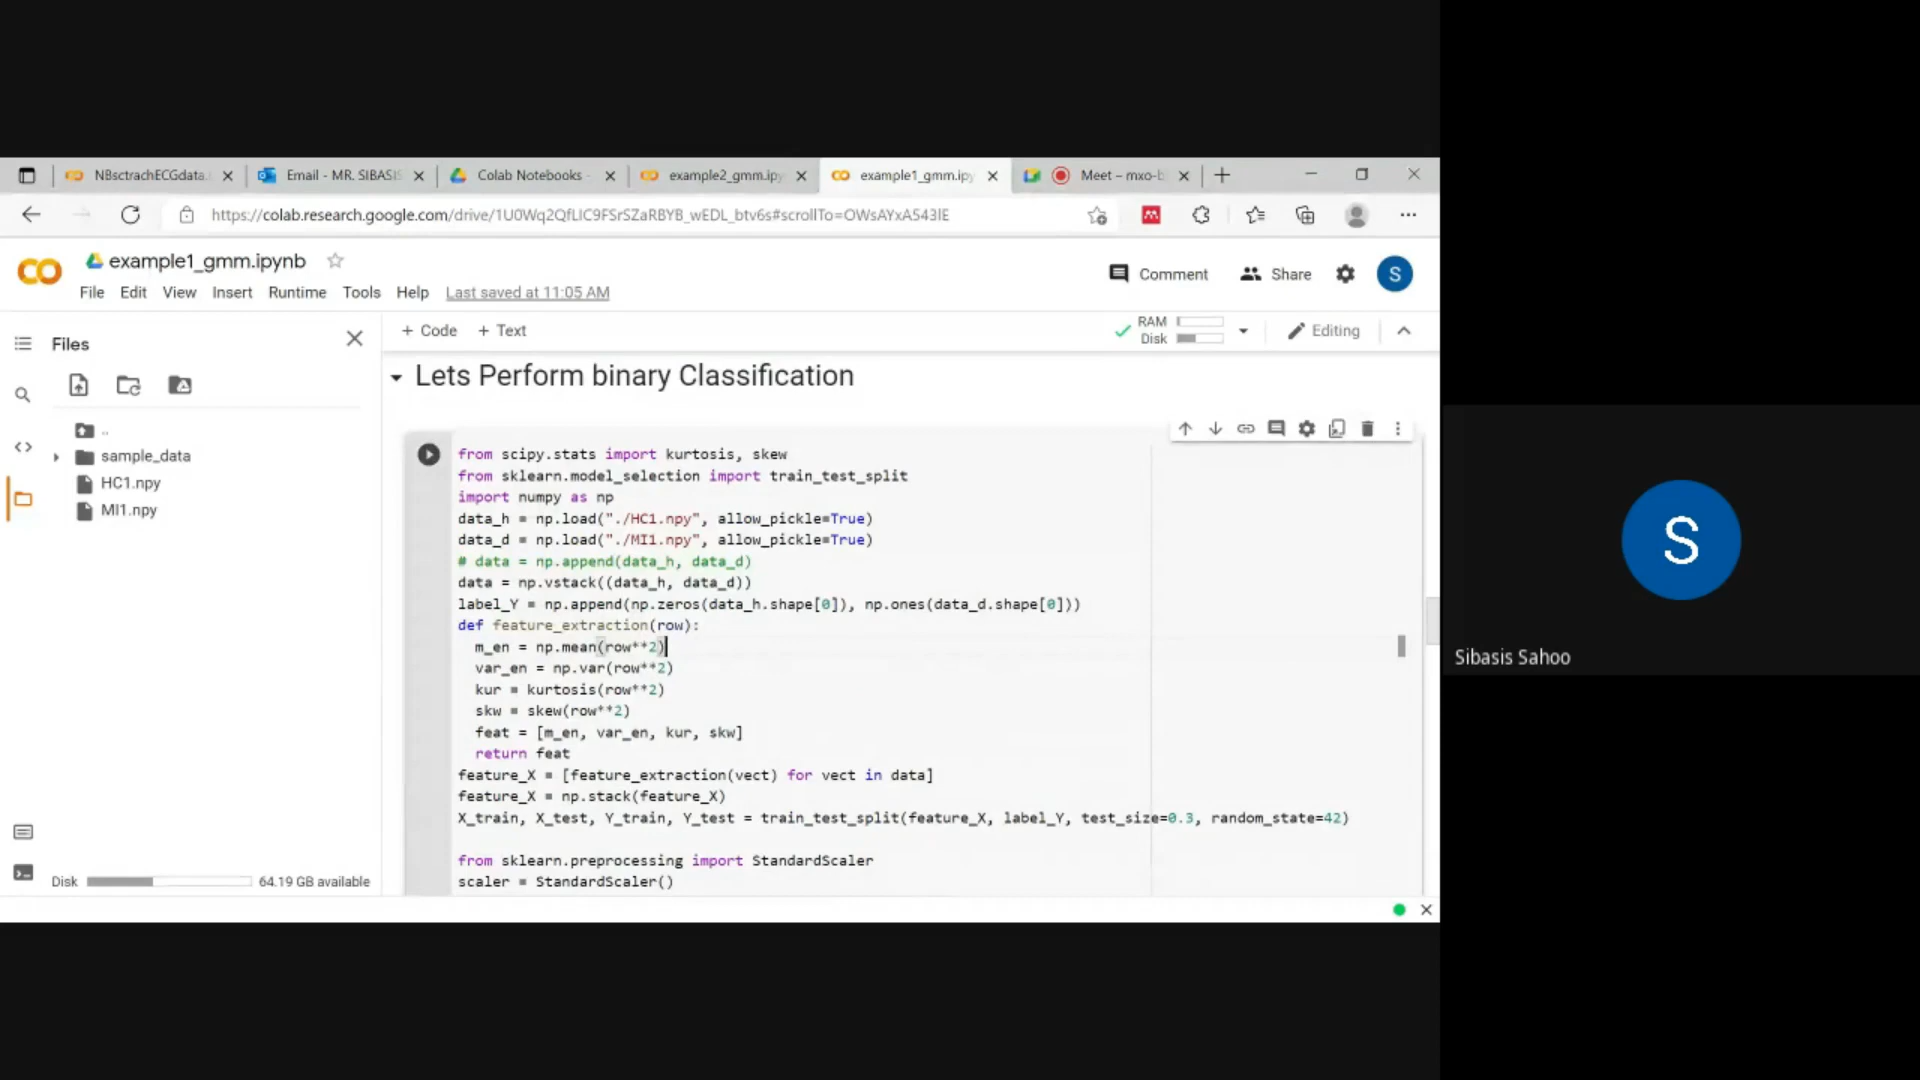 NBsctrachECGdata.
Email - MR. SIBASIS
Colab Notebooks -
example2_gmm.ipy
example1_gmm.ipy
Meet – mxo-b
https://colab.research.google.com/drive/1U0Wq2QfLlC9FSrSZaRBYB_wEDL_btv6s#scrollTo=OWsAYxA543lE
example1_gmm.ipynb
File Edit View Insert Runtime Tools Help Last saved at 11:05 AM
Comment Share S
Files
+ Code + Text
RAM
Disk
Editing
..
sample_data
HC1.npy
MI1.npy
Disk 64.19 GB available
Lets Perform binary Classification
from scipy.stats import kurtosis, skew
from sklearn.model_selection import train_test_split
import numpy as np
data_h = np.load("./HC1.npy", allow_pickle=True)
data_d = np.load("./MI1.npy", allow_pickle=True)
# data = np.append(data_h, data_d)
data = np.vstack((data_h, data_d))
label_Y = np.append(np.zeros(data_h.shape[0]), np.ones(data_d.shape[0]))
def feature_extraction(row):
m_en = np.mean(row**2)
var_en = np.var(row**2)
kur = kurtosis(row**2)
skw = skew(row**2)
feat = [m_en, var_en, kur, skw]
return feat
feature_X = [feature_extraction(vect) for vect in data]
feature_X = np.stack(feature_X)
X_train, X_test, Y_train, Y_test = train_test_split(feature_X, label_Y, test_size=0.3, random_state=42)
from sklearn.preprocessing import StandardScaler
scaler = StandardScaler()
S
Sibasis Sahoo